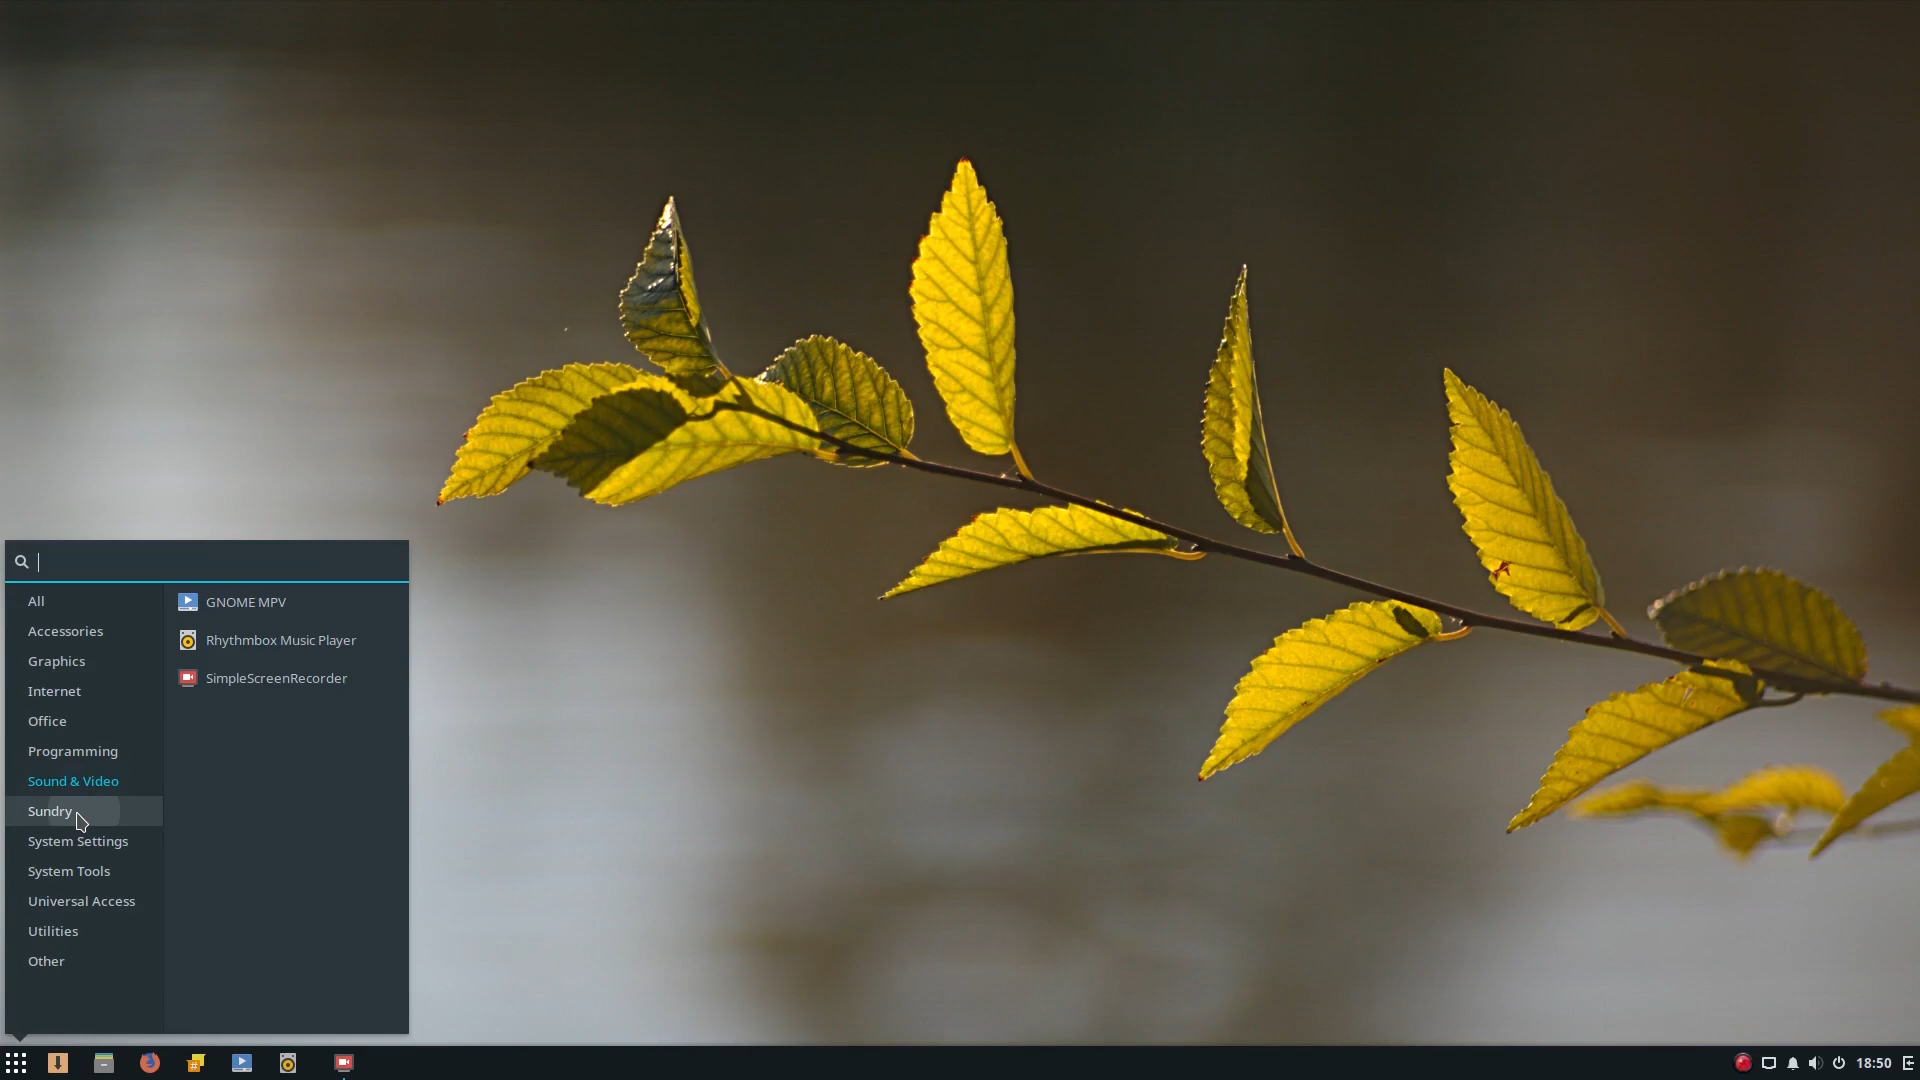 All
Accessories
Graphics
Internet
Office
Programming
Sound & Video
Sundry
System Settings
System Tools
Universal Access
Utilities
Other
GNOME MPV
Rhythmbox Music Player
SimpleScreenRecorder
18:50